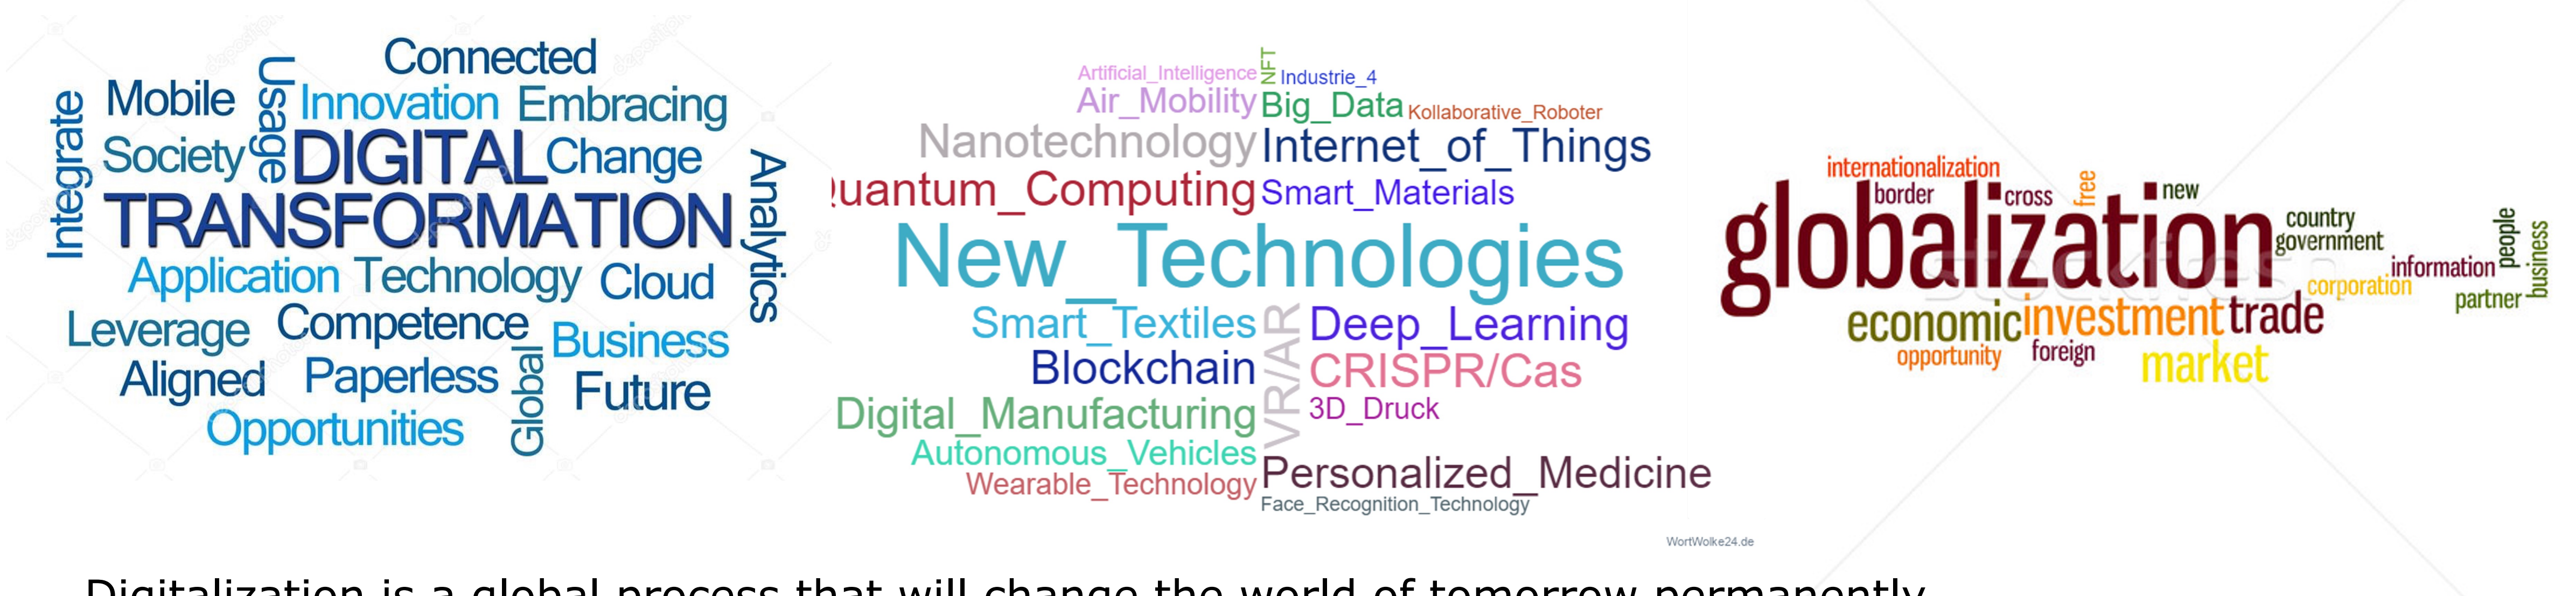 Connected
Usage
Mobile
Innovation
Embracing
Integrate
Society
DIGITAL
Change
TRANSFORMATION
Analytics
Application
Technology
Cloud
Leverage
Competence
Business
Aligned
Paperless
Global
Future
Opportunities
Artificial_Intelligence
NFT
Industrie_4
Air_Mobility
Big_Data
Kollaborative_Roboter
Nanotechnology
Internet_of_Things
uantum_Computing
Smart_Materials
New_Technologies
Smart_Textiles
VR/AR
Deep_Learning
Blockchain
CRISPR/Cas
Digital_Manufacturing
3D_Druck
Autonomous_Vehicles
Personalized_Medicine
Wearable_Technology
Face_Recognition_Technology
WortWolke24.de
internationalization
border
cross
free
new
globalization
country
government
people
business
information
corporation
partner
economic
investment
trade
opportunity
foreign
market
Digitalization is a global process that will change the world of tomorrow permanently